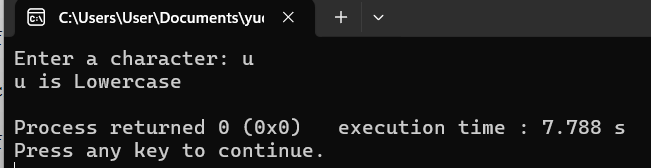 C:\Users\User\Documents\yu
Enter a character: u
u is Lowercase
Process returned 0 (0x0)   execution time : 7.788 s
Press any key to continue.